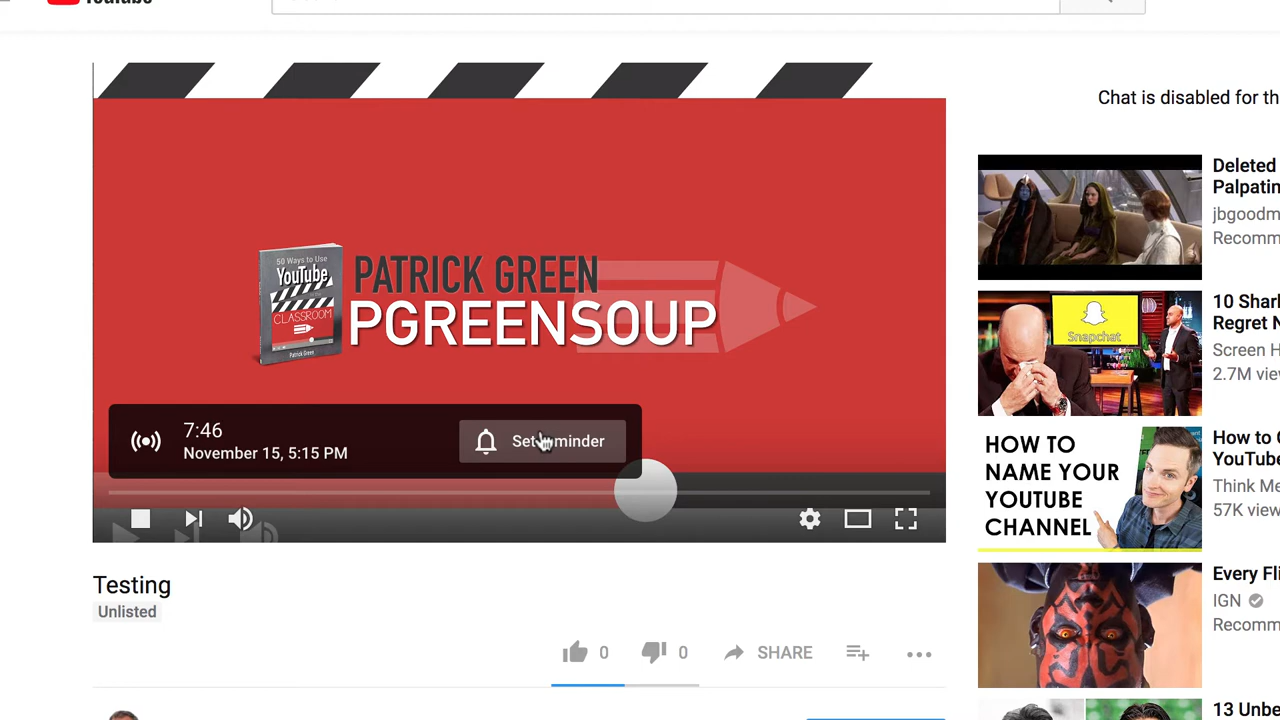 YouTube
Chat is disabled for th
50 Ways to Use
YouTube
CLASSROOM
Patrick Green
PATRICK GREEN
PGREENSOUP
7:46
November 15, 5:15 PM
Set reminder
Testing
Unlisted
0
0
SHARE
Deleted
Palpatin
jbgoodm
Recomm
Snapchat
10 Shar
Regret N
Screen H
2.7M vie
HOW TO
NAME YOUR
YOUTUBE
CHANNEL
How to C
YouTube
Think Me
57K view
Every Fli
IGN
Recomm
13 Unbe